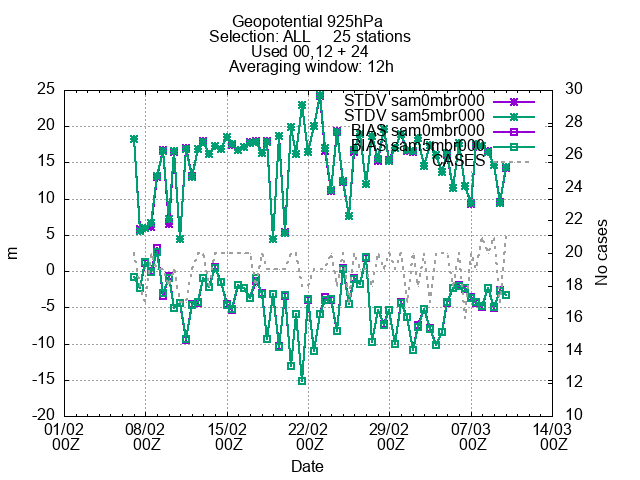 Geopotential 925hPa
Selection: ALL 25 stations
Used 00,12 + 24
Averaging window: 12h
STDV sam0mbr000
STDV sam5mbr000
BIAS sam0mbr000
BIAS sam5mbr000
CASES
25
20
15
10
5
0
-5
-10
-15
-20
m
30
28
26
24
22
20
18
16
14
12
10
No cases
01/02 08/02 15/02 22/02 29/02 07/03 14/03
00Z 00Z 00Z 00Z 00Z 00Z 00Z
Date